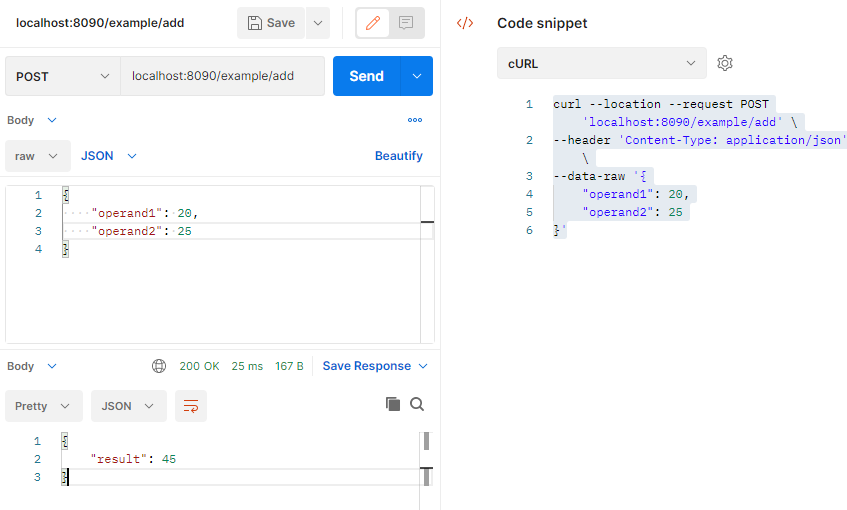 localhost:8090/example/add
Save
POST
localhost:8090/example/add
Send
Body
raw
JSON
Beautify
1 {
2 "operand1": 20,
3 "operand2": 25
4 }
Body
200 OK 25 ms 167 B Save Response
Pretty
JSON
1 {
2 "result": 45
3 }
</> Code snippet
cURL
1 curl --location --request POST
'localhost:8090/example/add' \
2 --header 'Content-Type: application/json'
\
3 --data-raw '{
4 "operand1": 20,
5 "operand2": 25
6 }'